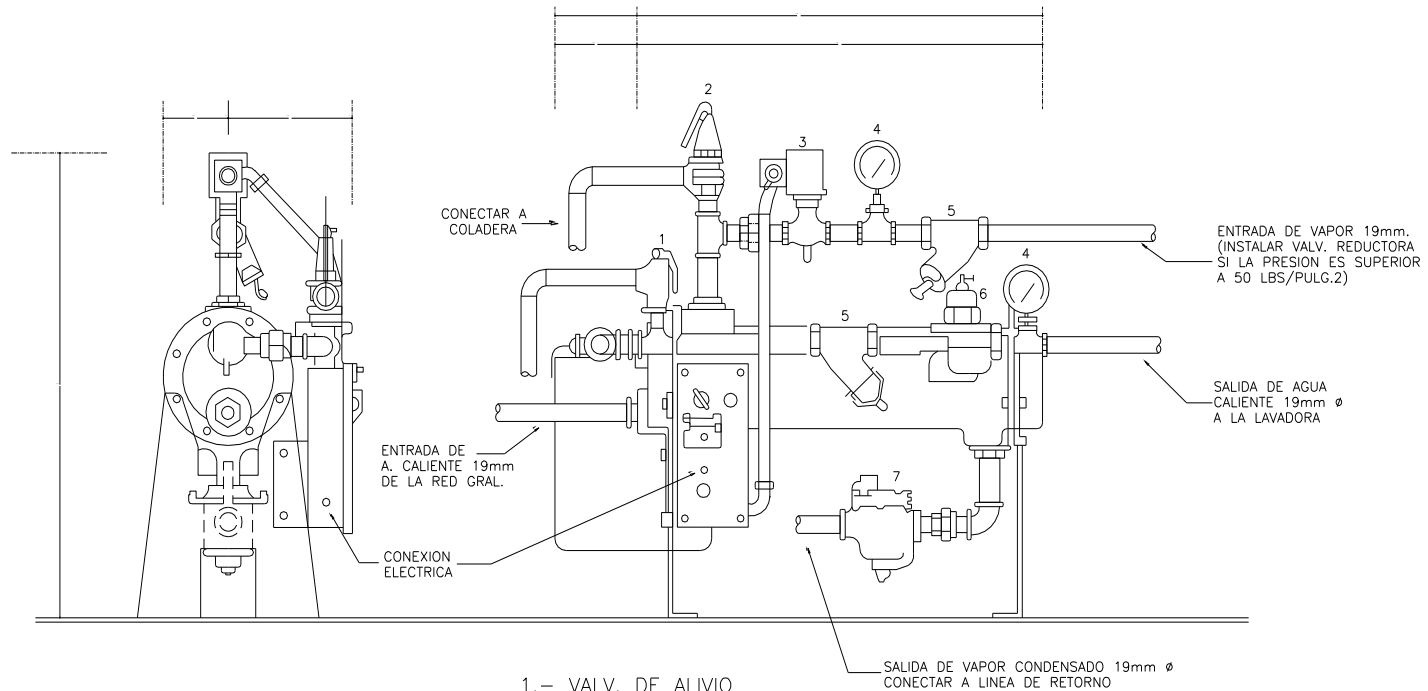 2
3
4
5
CONECTAR A
COLADERA
1
ENTRADA DE VAPOR 19mm.
(INSTALAR VALV. REDUCTORA
SI LA PRESION ES SUPERIOR
A 50 LBS/PULG.2)
4
6
5
SALIDA DE AGUA
CALIENTE 19mm ø
A LA LAVADORA
ENTRADA DE
A. CALIENTE 19mm
DE LA RED GRAL.
7
CONEXION
ELECTRICA
SALIDA DE VAPOR CONDENSADO 19mm ø
CONECTAR A LINEA DE RETORNO
1.- VALV. DE ALIVIO